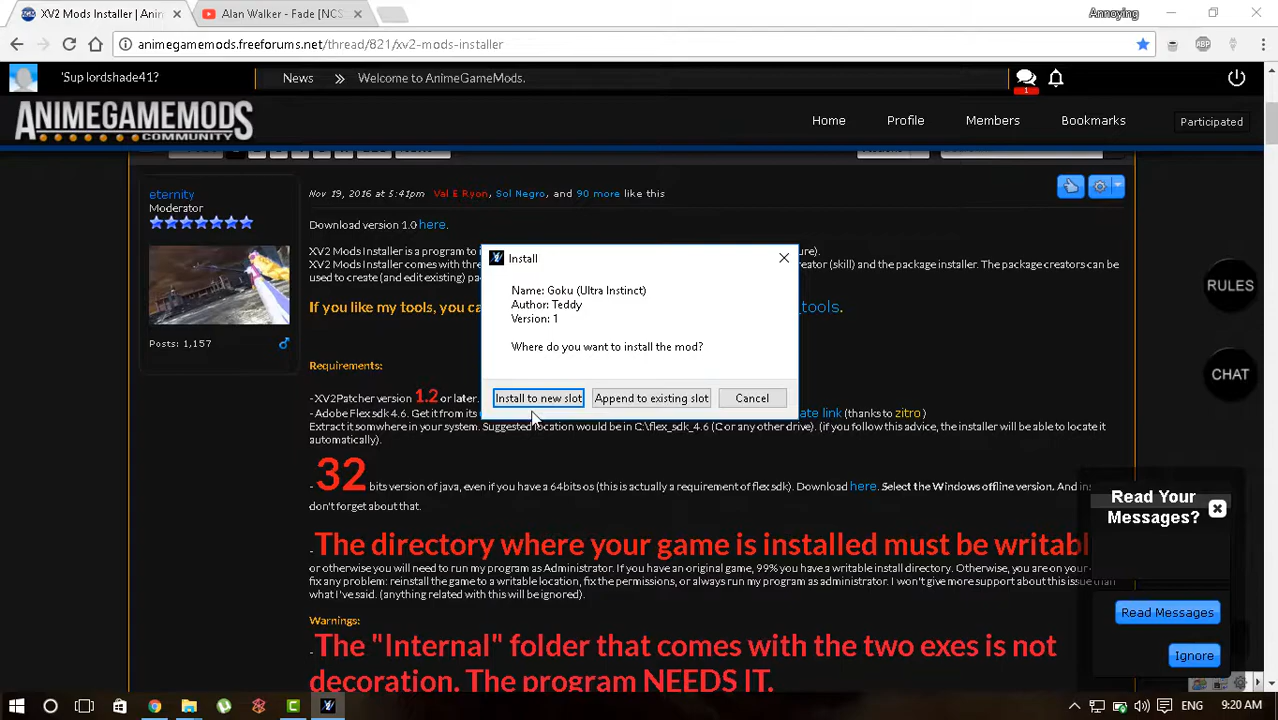 XV2 Mods Installer | Anim
Alan Walker - Fade [NCS
Annoying
animegamemods.freeforums.net/thread/821/xv2-mods-installer
'Sup lordshade41?
News
Welcome to AnimeGameMods.
1
ANIMEGAMEMODS
COMMUNITY
Home
Profile
Members
Bookmarks
Participated
eternity
Moderator
Posts: 1,157
Nov 19, 2016 at 5:41pm Val E Ryon, Sol Negro, and 90 more like this
Download version 1.0 here.
XV2 Mods Installer is a program to i
XV2 Mods Installer comes with thre eator (skill) and the package installer. The package creators can be
used to create (and edit existing) pac
If you like my tools, you ca _tools.
Requirements:
-XV2Patcher version 1.2 or later.
- Adobe Flex sdk 4.6. Get it from its ate link (thanks to zitro )
Extract it somwhere in your system. Suggested location would be in C:\flex_sdk_4.6 (C or any other drive). (if you follow this advice, the installer will be able to locate it
automatically).
- 32 bits version of java, even if you have a 64bits os (this is actually a requirement of flex sdk). Download here. Select the Windows offline version. And
don't forget about that.
-The directory where your game is installed must be writabl
or otherwise you will need to run my program as Administrator. If you have an original game, 99% you have a writable install directory. Otherwise, you are on your
fix any problem: reinstall the game to a writable location, fix the permissions, or always run my program as administrator. I won't give more support about this issue than
what I've said. (anything related with this will be ignored).
Warnings:
-The "Internal" folder that comes with the two exes is not
decoration. The program NEEDS IT.
Install
Name: Goku (Ultra Instinct)
Author: Teddy
Version: 1
Where do you want to install the mod?
Install to new slot
Append to existing slot
Cancel
RULES
CHAT
Read Your
Messages?
Read Messages
Ignore
ENG
9:20 AM